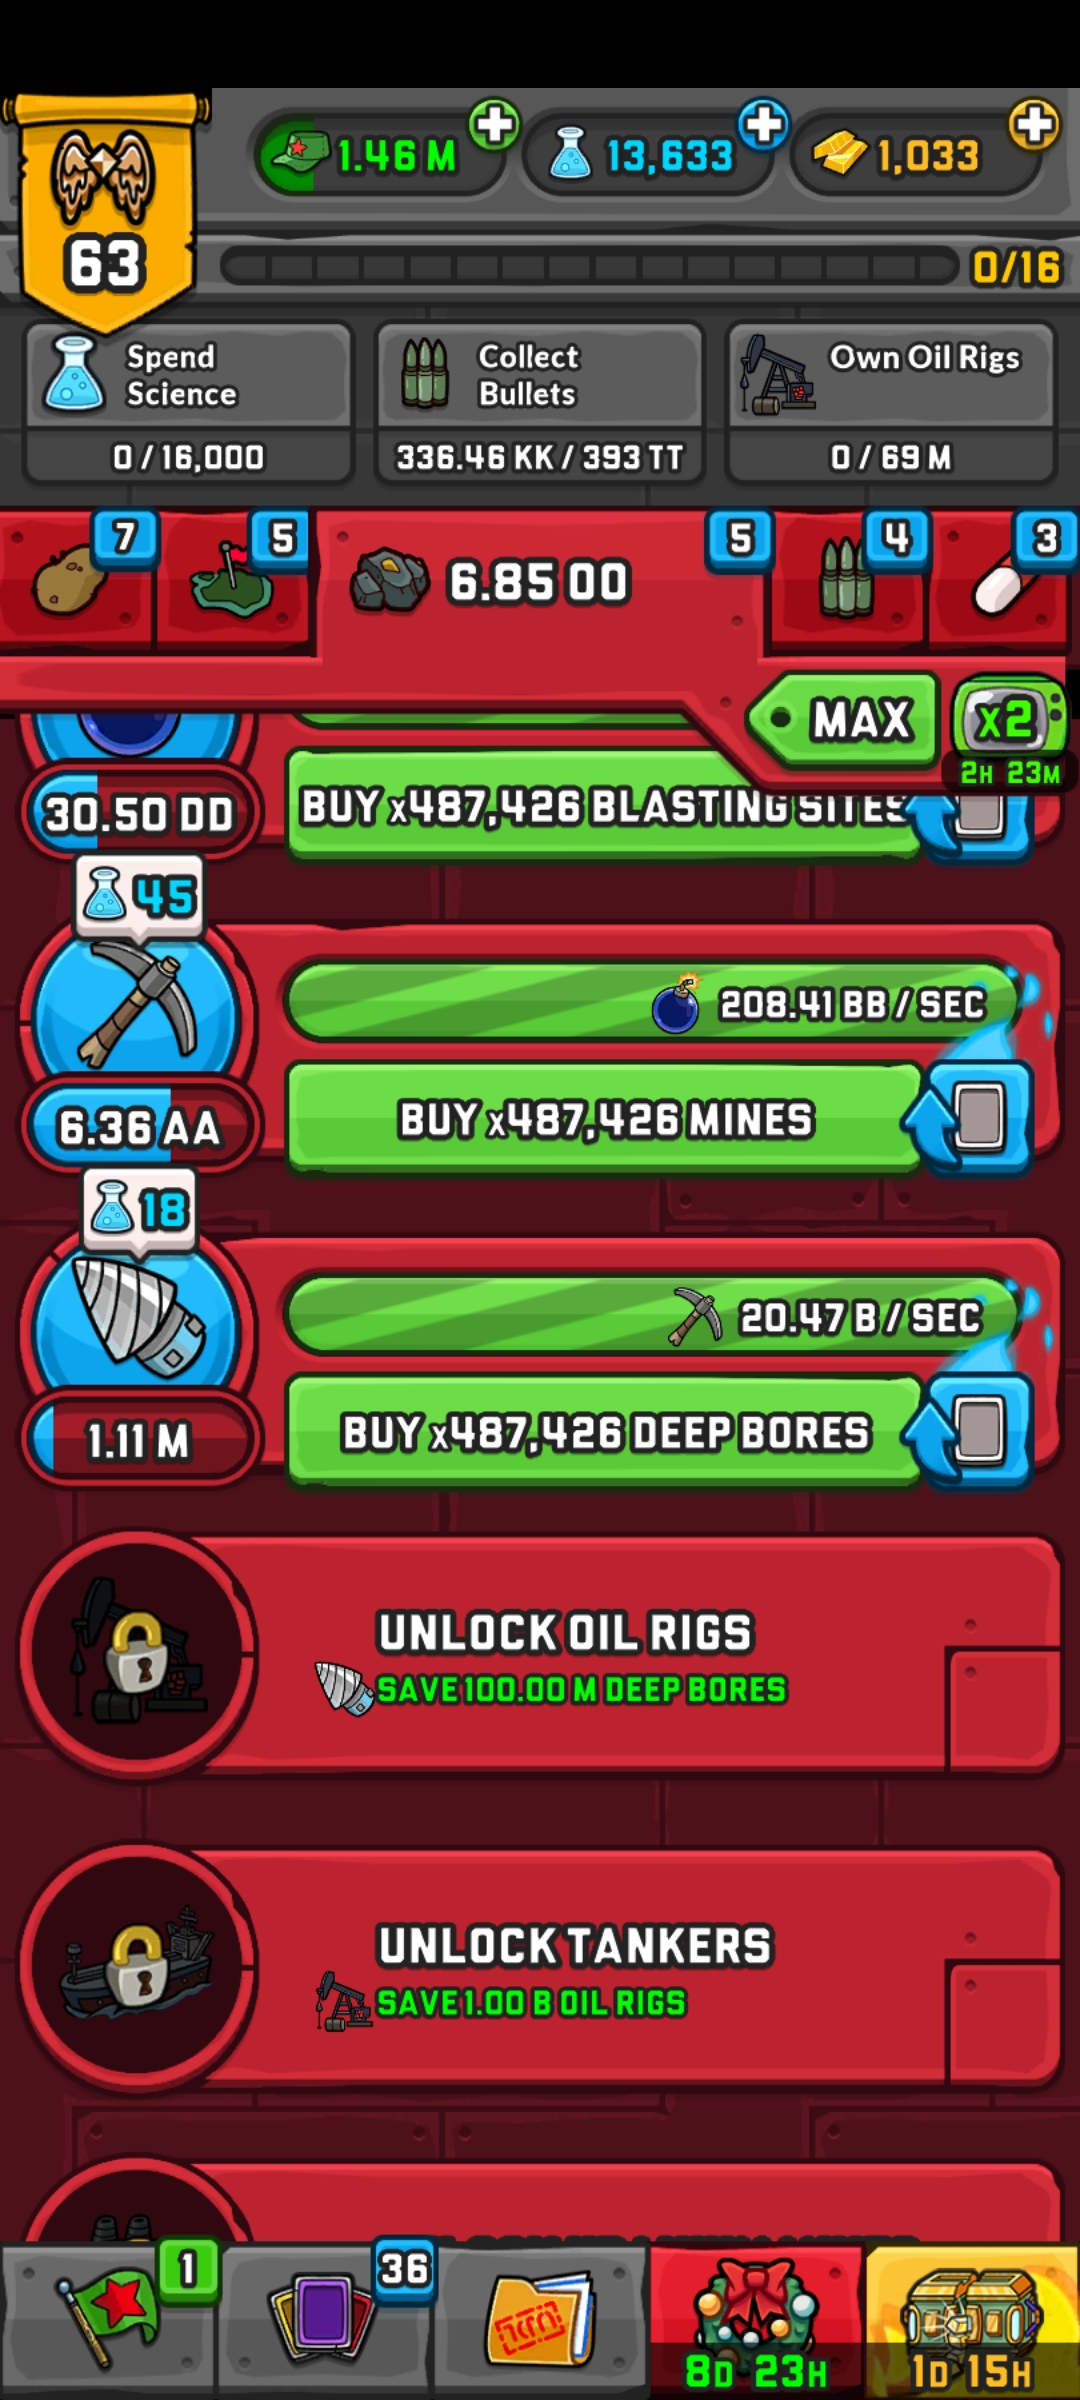 63
1.46 M
13,633
1,033
0/16
Spend
Science
0 / 16,000
Collect
Bullets
336.46 KK / 393 TT
Own Oil Rigs
0 / 69 M
7
5
6.85 OO
5
4
3
MAX
x2
2H 23M
30.50 DD
BUY x487,426 BLASTING SITES
45
208.41 BB / SEC
6.36 AA
BUY x487,426 MINES
18
20.47 B / SEC
1.11 M
BUY x487,426 DEEP BORES
UNLOCK OIL RIGS
SAVE 100.00 M DEEP BORES
UNLOCK TANKERS
SAVE 1.00 B OIL RIGS
1
36
8D 23H
1D 15H